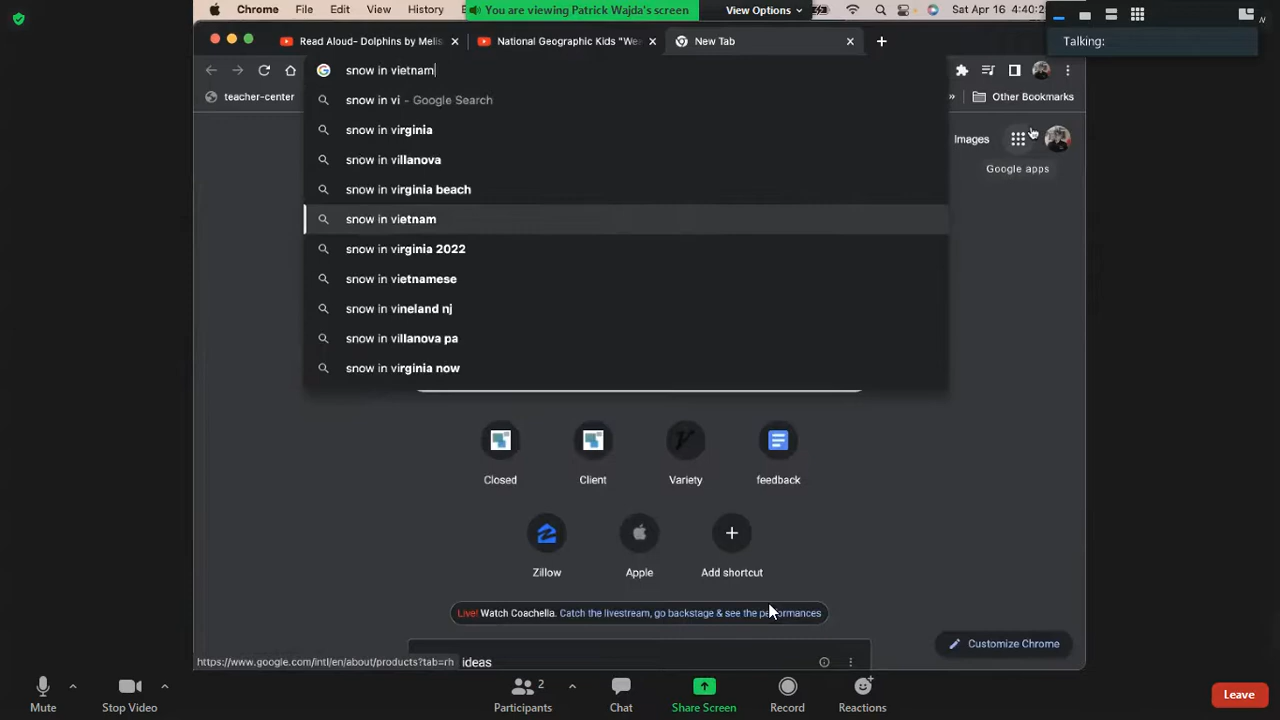 Chrome File Edit View History
You are viewing Patrick Wajda's screen
View Options
Sat Apr 16 4:40:2
Talking:
Read Aloud- Dolphins by Melis
National Geographic Kids "Wea
New Tab
snow in vietnam
teacher-center
Other Bookmarks
snow in vi - Google Search
snow in virginia
Images
snow in villanova
Google apps
snow in virginia beach
snow in vietnam
snow in virginia 2022
snow in vietnamese
snow in vineland nj
snow in villanova pa
snow in virginia now
Closed
Client
Variety
feedback
Zillow
Apple
Add shortcut
Live! Watch Coachella. Catch the livestream, go backstage & see the performances
Customize Chrome
https://www.google.com/intl/en/about/products?tab=rh
ideas
2
Mute
Stop Video
Participants
Chat
Share Screen
Record
Reactions
Leave